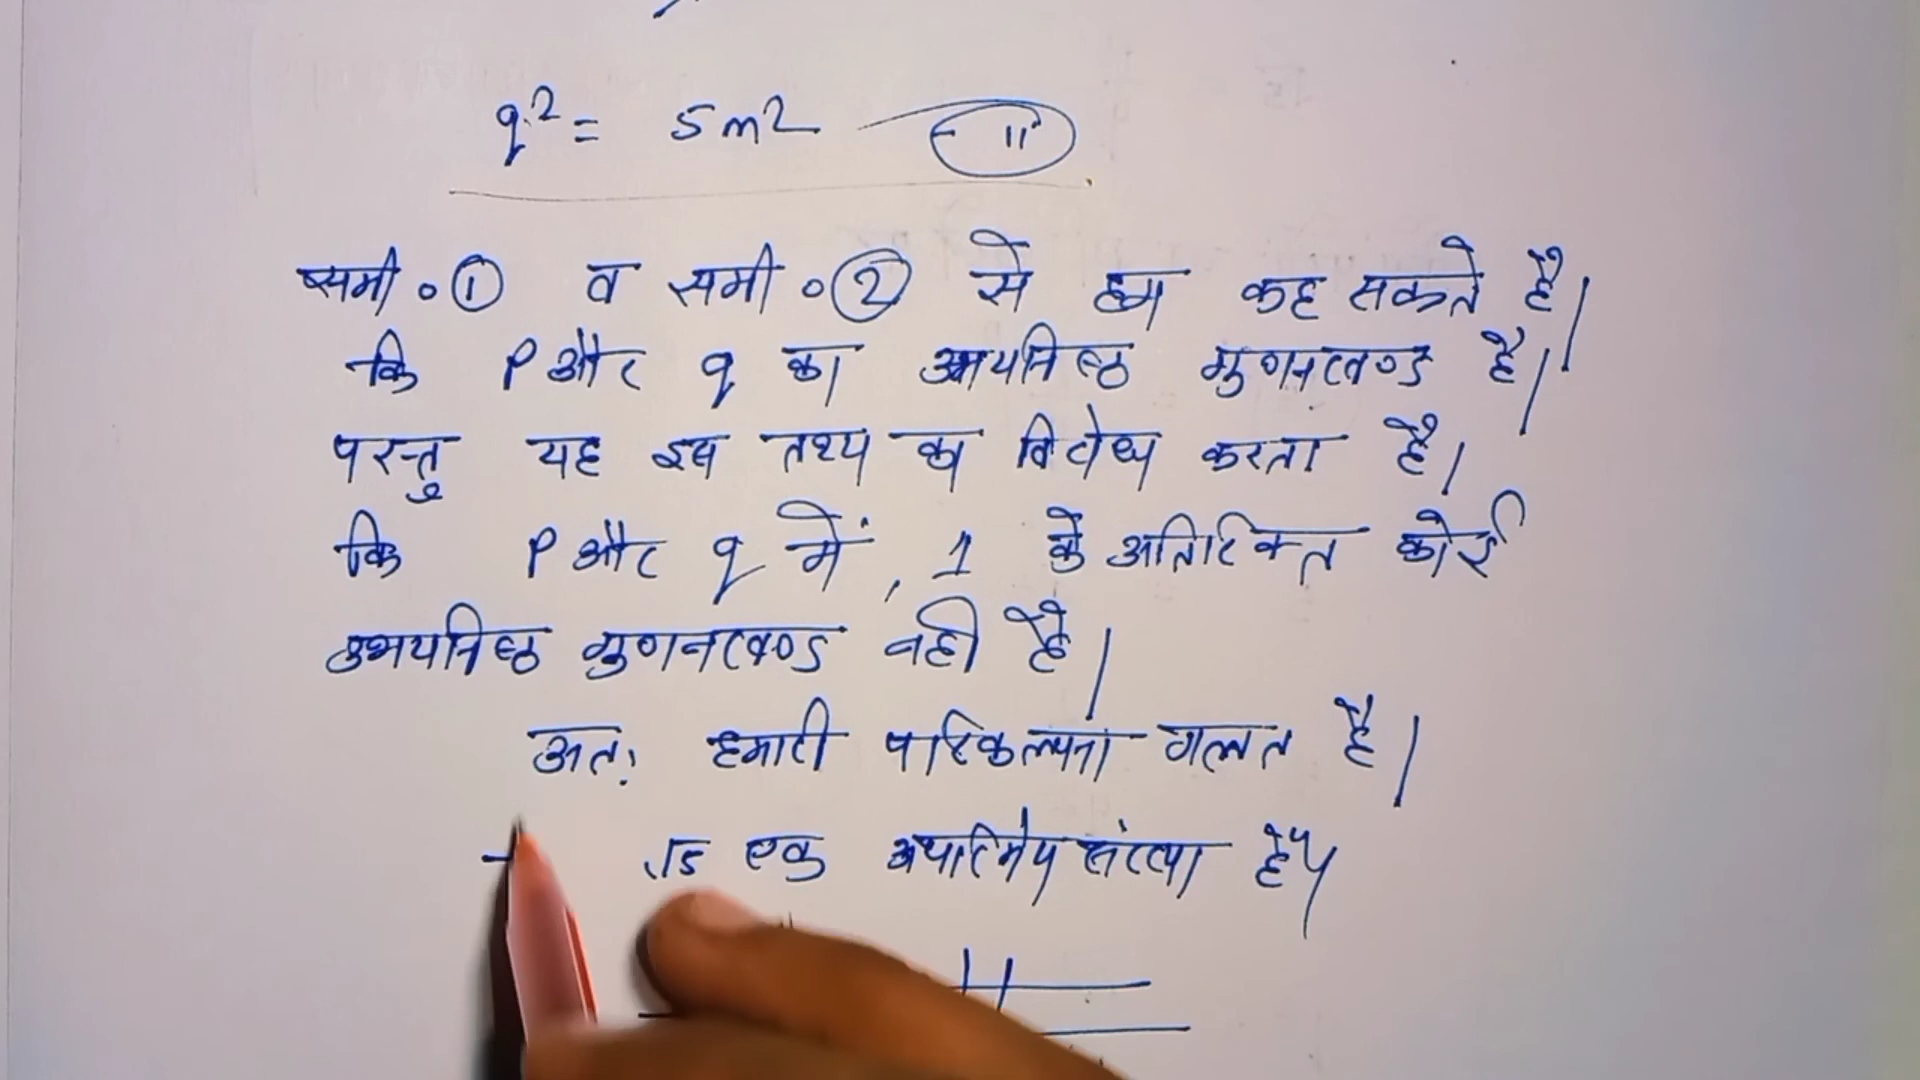 q² = 5m² — (ii)
समी० ① व समी० ② से हम कह सकते है।
कि P और q का उभयनिष्ठ गुणनखण्ड है।
परन्तु यह इस तथ्य का विरोध करता है।
कि P और q में, 1 के अतिरिक्त कोई
उभयनिष्ठ गुणनखण्ड नही है।
अत: हमारी परिकल्पना गलत है।
√5 एक अपरिमेय संख्या है॥